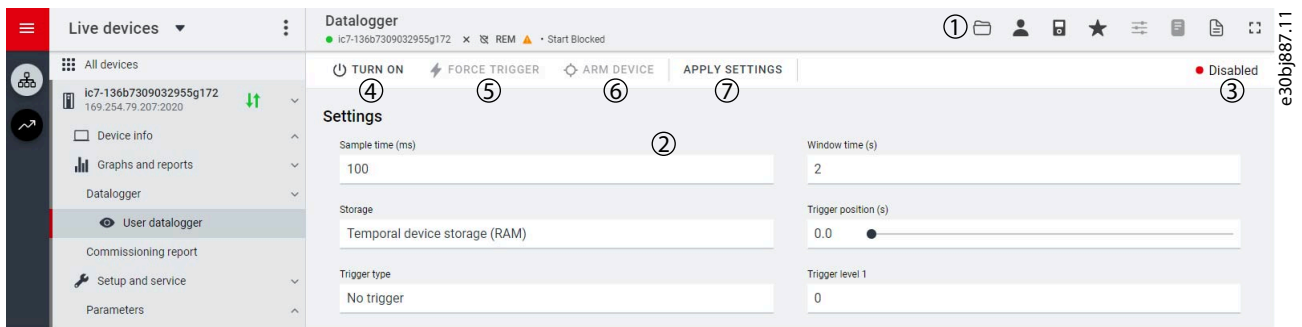 Live devices
Datalogger
ic7-136b7309032955g172 REM • Start Blocked
1
All devices
TURN ON
FORCE TRIGGER
ARM DEVICE
APPLY SETTINGS
Disabled
4
5
6
7
3
ic7-136b7309032955g172
169.254.79.207:2020
Device info
Graphs and reports
Datalogger
User datalogger
Commissioning report
Setup and service
Parameters
Settings
2
Sample time (ms)
100
Window time (s)
2
Storage
Temporal device storage (RAM)
Trigger position (s)
0.0
Trigger type
No trigger
Trigger level 1
0
e30bj887.11